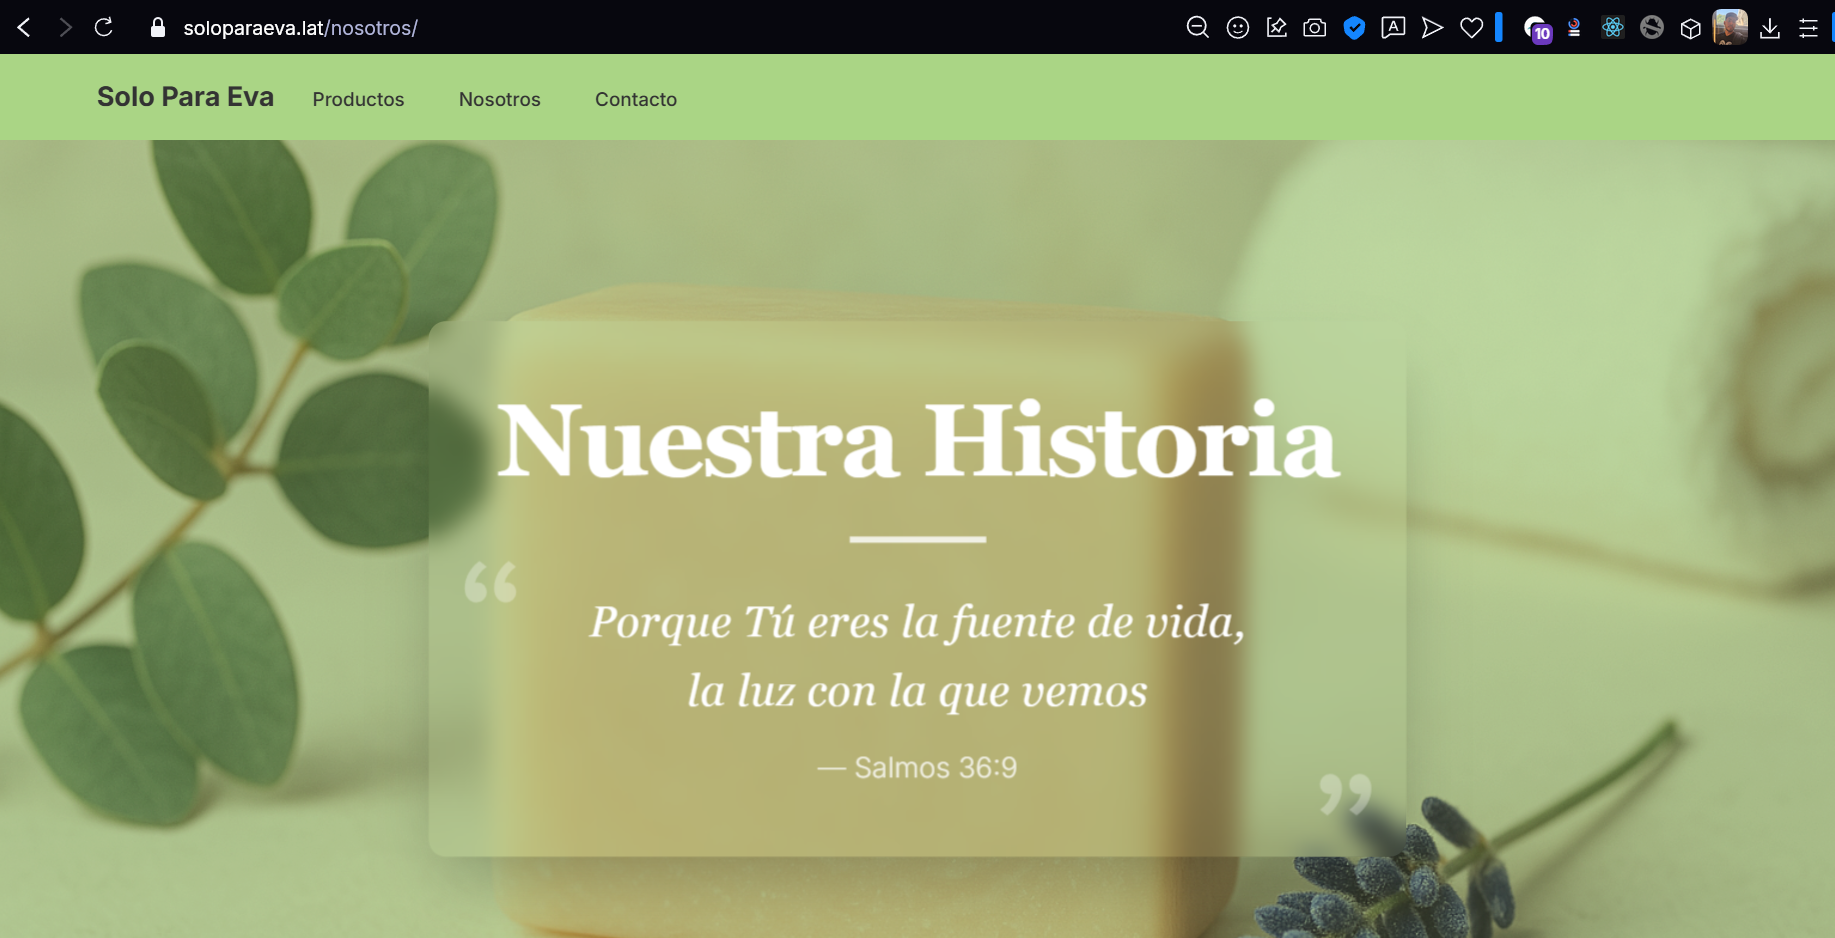 soloparaeva.lat/nosotros/
A
10
Solo Para Eva
Productos
Nosotros
Contacto
Nuestra Historia
“
Porque Tú eres la fuente de vida,
la luz con la que vemos
— Salmos 36:9
”